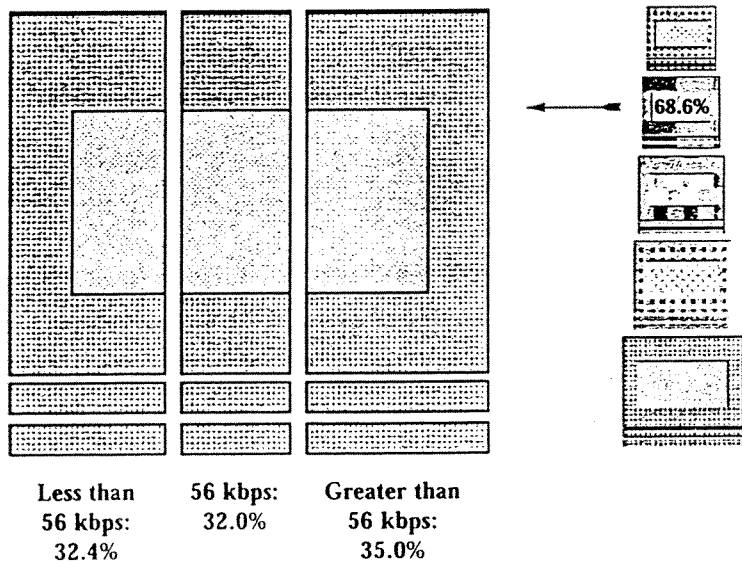 68.6%
Less than
56 kbps:
32.4%
56 kbps:
32.0%
Greater than
56 kbps:
35.0%